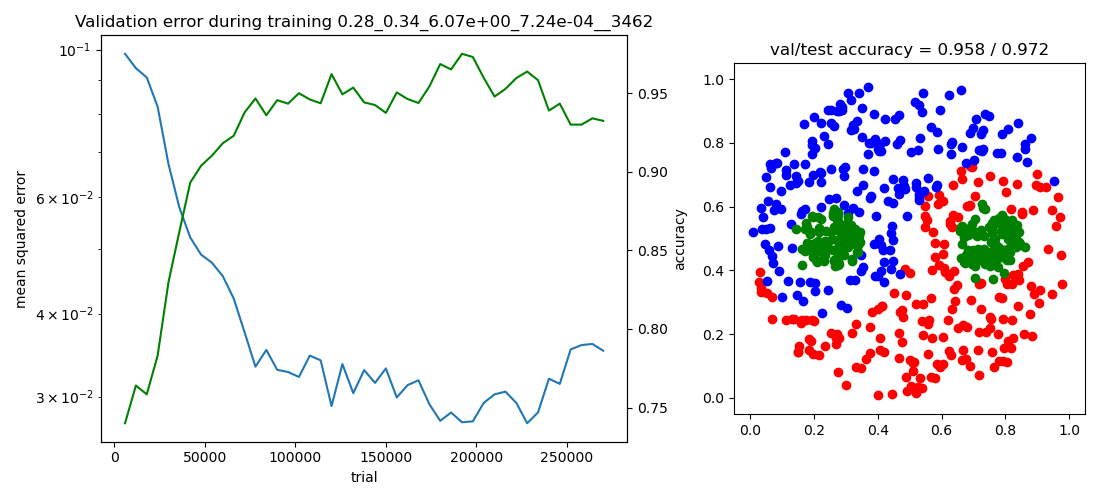 Validation error during training 0.28_0.34_6.07e+00_7.24e-04__3462
10⁻¹
6 × 10⁻²
4 × 10⁻²
3 × 10⁻²
mean squared error
0 50000 100000 150000 200000 250000
trial
0.95
0.90
0.85
0.80
0.75
accuracy
val/test accuracy = 0.958 / 0.972
1.0
0.8
0.6
0.4
0.2
0.0
0.0 0.2 0.4 0.6 0.8 1.0